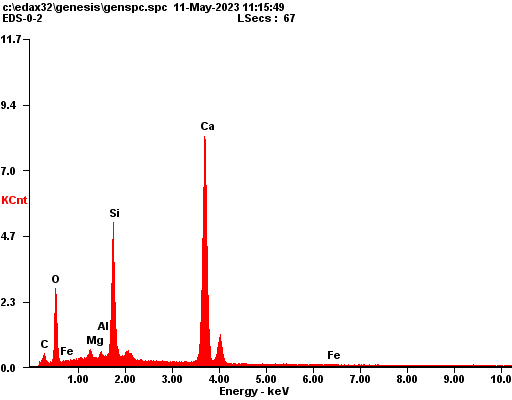 c:\edax32\genesis\genspc.spc 11-May-2023 11:15:49
EDS-0-2 LSecs : 67
11.7
9.4
Ca
7.0
KCnt
Si
4.7
O
2.3
Al
Mg
C Fe
Fe
0.0
1.00 2.00 3.00 4.00 5.00 6.00 7.00 8.00 9.00 10.0
Energy - keV